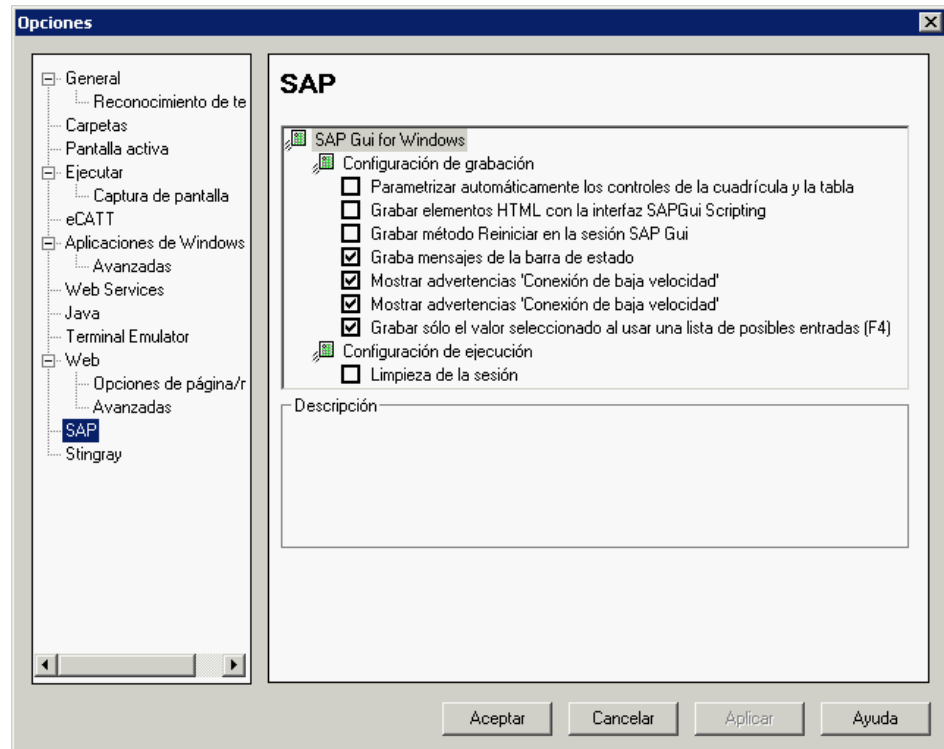 Opciones
General
Reconocimiento de te
Carpetas
Pantalla activa
Ejecutar
Captura de pantalla
eCATT
Aplicaciones de Windows
Avanzadas
Web Services
Java
Terminal Emulator
Web
Opciones de página/r
Avanzadas
SAP
Stingray
SAP
SAP Gui for Windows
Configuración de grabación
Parametrizar automáticamente los controles de la cuadrícula y la tabla
Grabar elementos HTML con la interfaz SAPGui Scripting
Grabar método Reiniciar en la sesión SAP Gui
Graba mensajes de la barra de estado
Mostrar advertencias 'Conexión de baja velocidad'
Mostrar advertencias 'Conexión de baja velocidad'
Grabar sólo el valor seleccionado al usar una lista de posibles entradas (F4)
Configuración de ejecución
Limpieza de la sesión
Descripción
Aceptar Cancelar Aplicar Ayuda